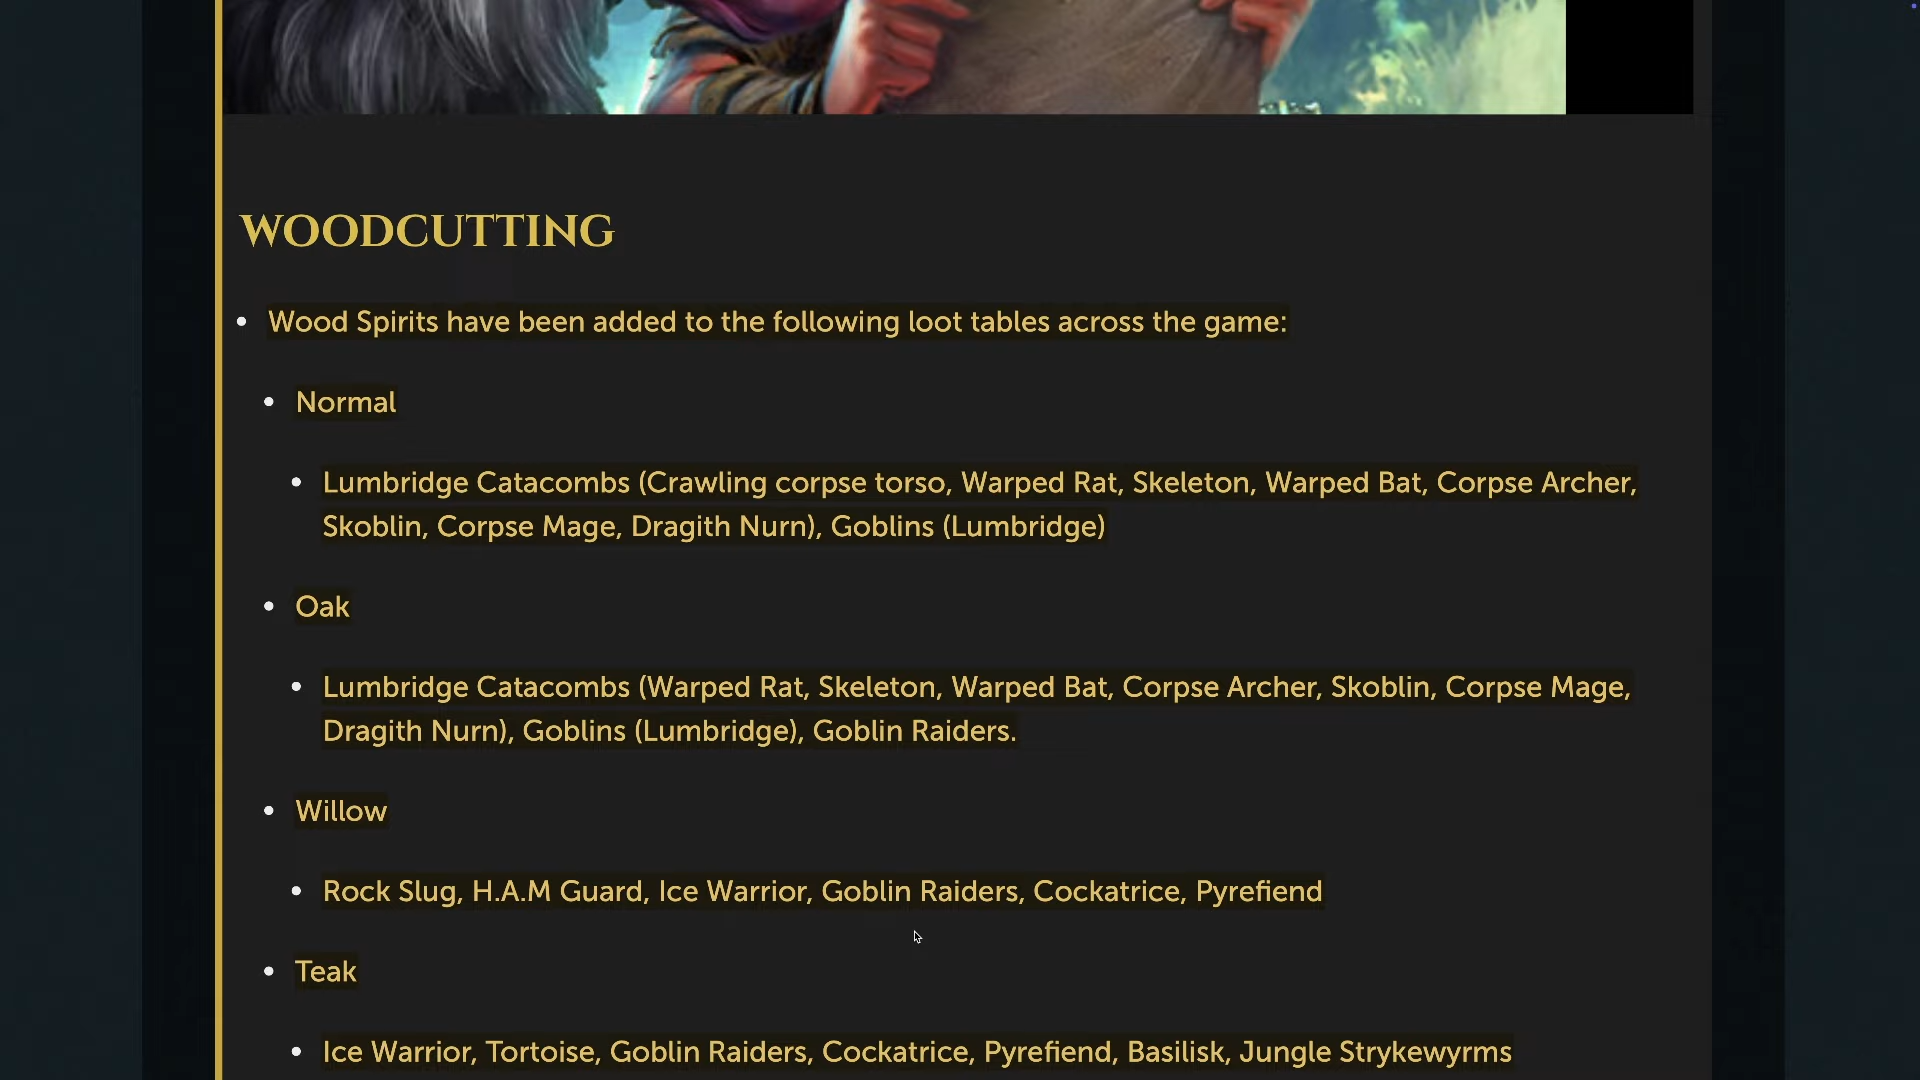 WOODCUTTING
Wood Spirits have been added to the following loot tables across the game:
Normal
Lumbridge Catacombs (Crawling corpse torso, Warped Rat, Skeleton, Warped Bat, Corpse Archer,
Skoblin, Corpse Mage, Dragith Nurn), Goblins (Lumbridge)
Oak
Lumbridge Catacombs (Warped Rat, Skeleton, Warped Bat, Corpse Archer, Skoblin, Corpse Mage,
Dragith Nurn), Goblins (Lumbridge), Goblin Raiders.
Willow
Rock Slug, H.A.M Guard, Ice Warrior, Goblin Raiders, Cockatrice, Pyrefiend
Teak
Ice Warrior, Tortoise, Goblin Raiders, Cockatrice, Pyrefiend, Basilisk, Jungle Strykewyrms